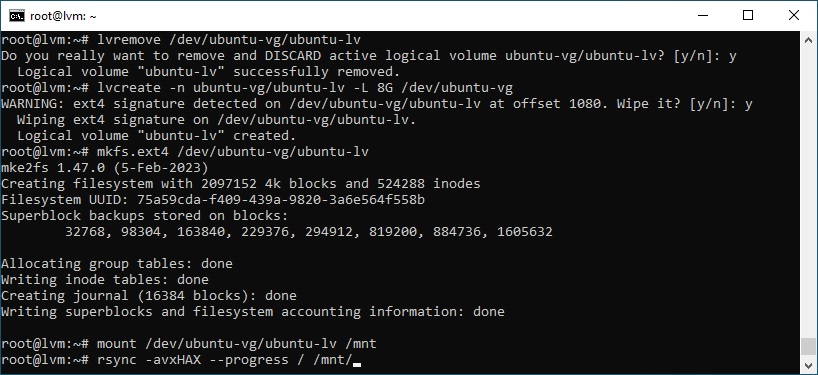 root@lvm: ~
root@lvm:~# lvremove /dev/ubuntu-vg/ubuntu-lv
Do you really want to remove and DISCARD active logical volume ubuntu-vg/ubuntu-lv? [y/n]: y
  Logical volume "ubuntu-lv" successfully removed.
root@lvm:~# lvcreate -n ubuntu-vg/ubuntu-lv -L 8G /dev/ubuntu-vg
WARNING: ext4 signature detected on /dev/ubuntu-vg/ubuntu-lv at offset 1080. Wipe it? [y/n]: y
  Wiping ext4 signature on /dev/ubuntu-vg/ubuntu-lv.
  Logical volume "ubuntu-lv" created.
root@lvm:~# mkfs.ext4 /dev/ubuntu-vg/ubuntu-lv
mke2fs 1.47.0 (5-Feb-2023)
Creating filesystem with 2097152 4k blocks and 524288 inodes
Filesystem UUID: 75a59cda-f409-439a-9820-3a6e564f558b
Superblock backups stored on blocks:
        32768, 98304, 163840, 229376, 294912, 819200, 884736, 1605632

Allocating group tables: done
Writing inode tables: done
Creating journal (16384 blocks): done
Writing superblocks and filesystem accounting information: done

root@lvm:~# mount /dev/ubuntu-vg/ubuntu-lv /mnt
root@lvm:~# rsync -avxHAX --progress / /mnt/